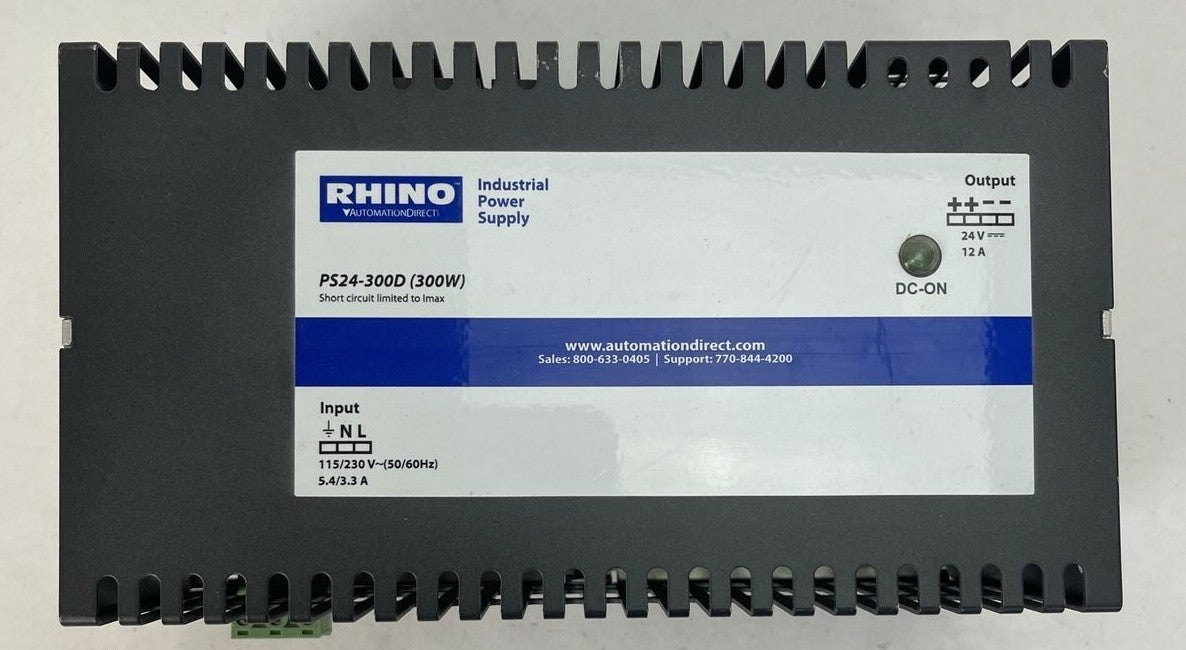 RHINO™
AUTOMATIONDIRECT
Industrial
Power
Supply
Output
++--
24 V ⎓
12 A
DC-ON
PS24-300D (300W)
Short circuit limited to Imax
www.automationdirect.com
Sales: 800-633-0405 | Support: 770-844-4200
Input
⏚ N L
115/230 V~(50/60Hz)
5.4/3.3 A